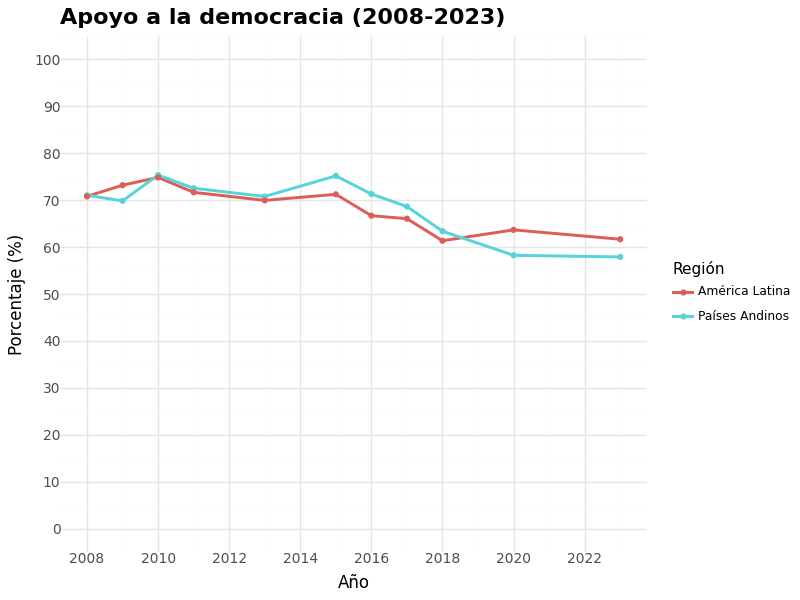 Apoyo a la democracia (2008-2023)
100
90
80
70
60
50
40
30
20
10
0
Porcentaje (%)
2008 2010 2012 2014 2016 2018 2020 2022
Año
Región
América Latina
Países Andinos